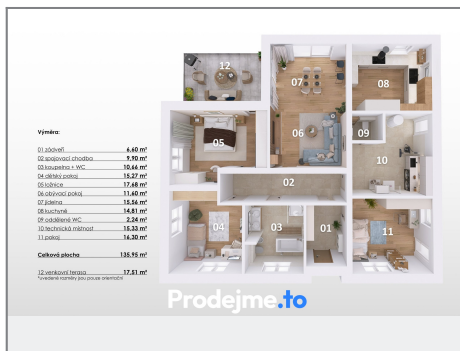 Výměra:
01 zádveří 6.60 m²
02 spojovací chodba 9.90 m²
03 koupelna + WC 10.66 m²
04 dětský pokoj 15.27 m²
05 ložnice 17.68 m²
06 obývací pokoj 11.60 m²
07 jídelna 15.56 m²
08 kuchyně 14.81 m²
09 oddělené WC 2.24 m²
10 technická místnost 15.33 m²
11 pokoj 16.30 m²
Celková plocha 135.95 m²
12 venkovní terasa 17.51 m²
*uvedené rozměry jsou pouze orientační
12
07
08
05
06
09
10
02
04
03
01
11
Prodejme.to